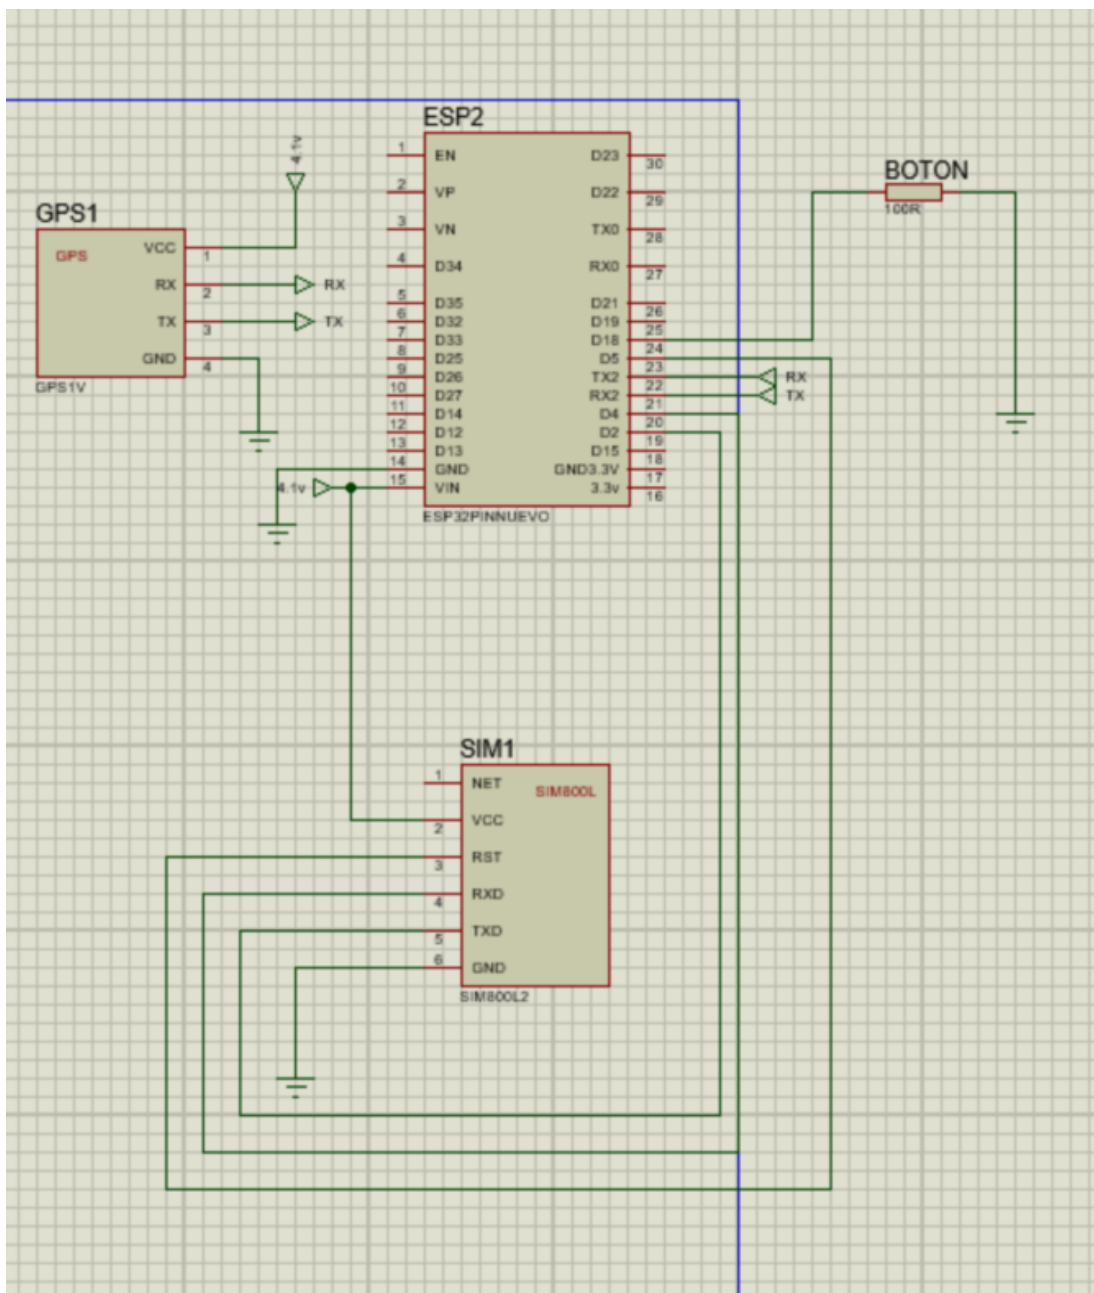 ESP2
1 EN D23 30
2 VP D22 29
3 VN TX0 28
4 D34 RX0 27
5 D35 D21 26
6 D32 D19 25
7 D33 D18 24
8 D25 D5 23
9 D26 TX2 22
10 D27 RX2 21
11 D14 D4 20
12 D12 D2 19
13 D13 D15 18
14 GND GND3.3V 17
15 VIN 3.3v 16
ESP32PINNUEVO
4.1v
GPS1
GPS
VCC 1
RX 2 RX
TX 3 TX
GND 4
GPS1V
4.1v
BOTON
100R
RX
TX
SIM1
SIM800L
1 NET
2 VCC
3 RST
4 RXD
5 TXD
6 GND
SIM800L2